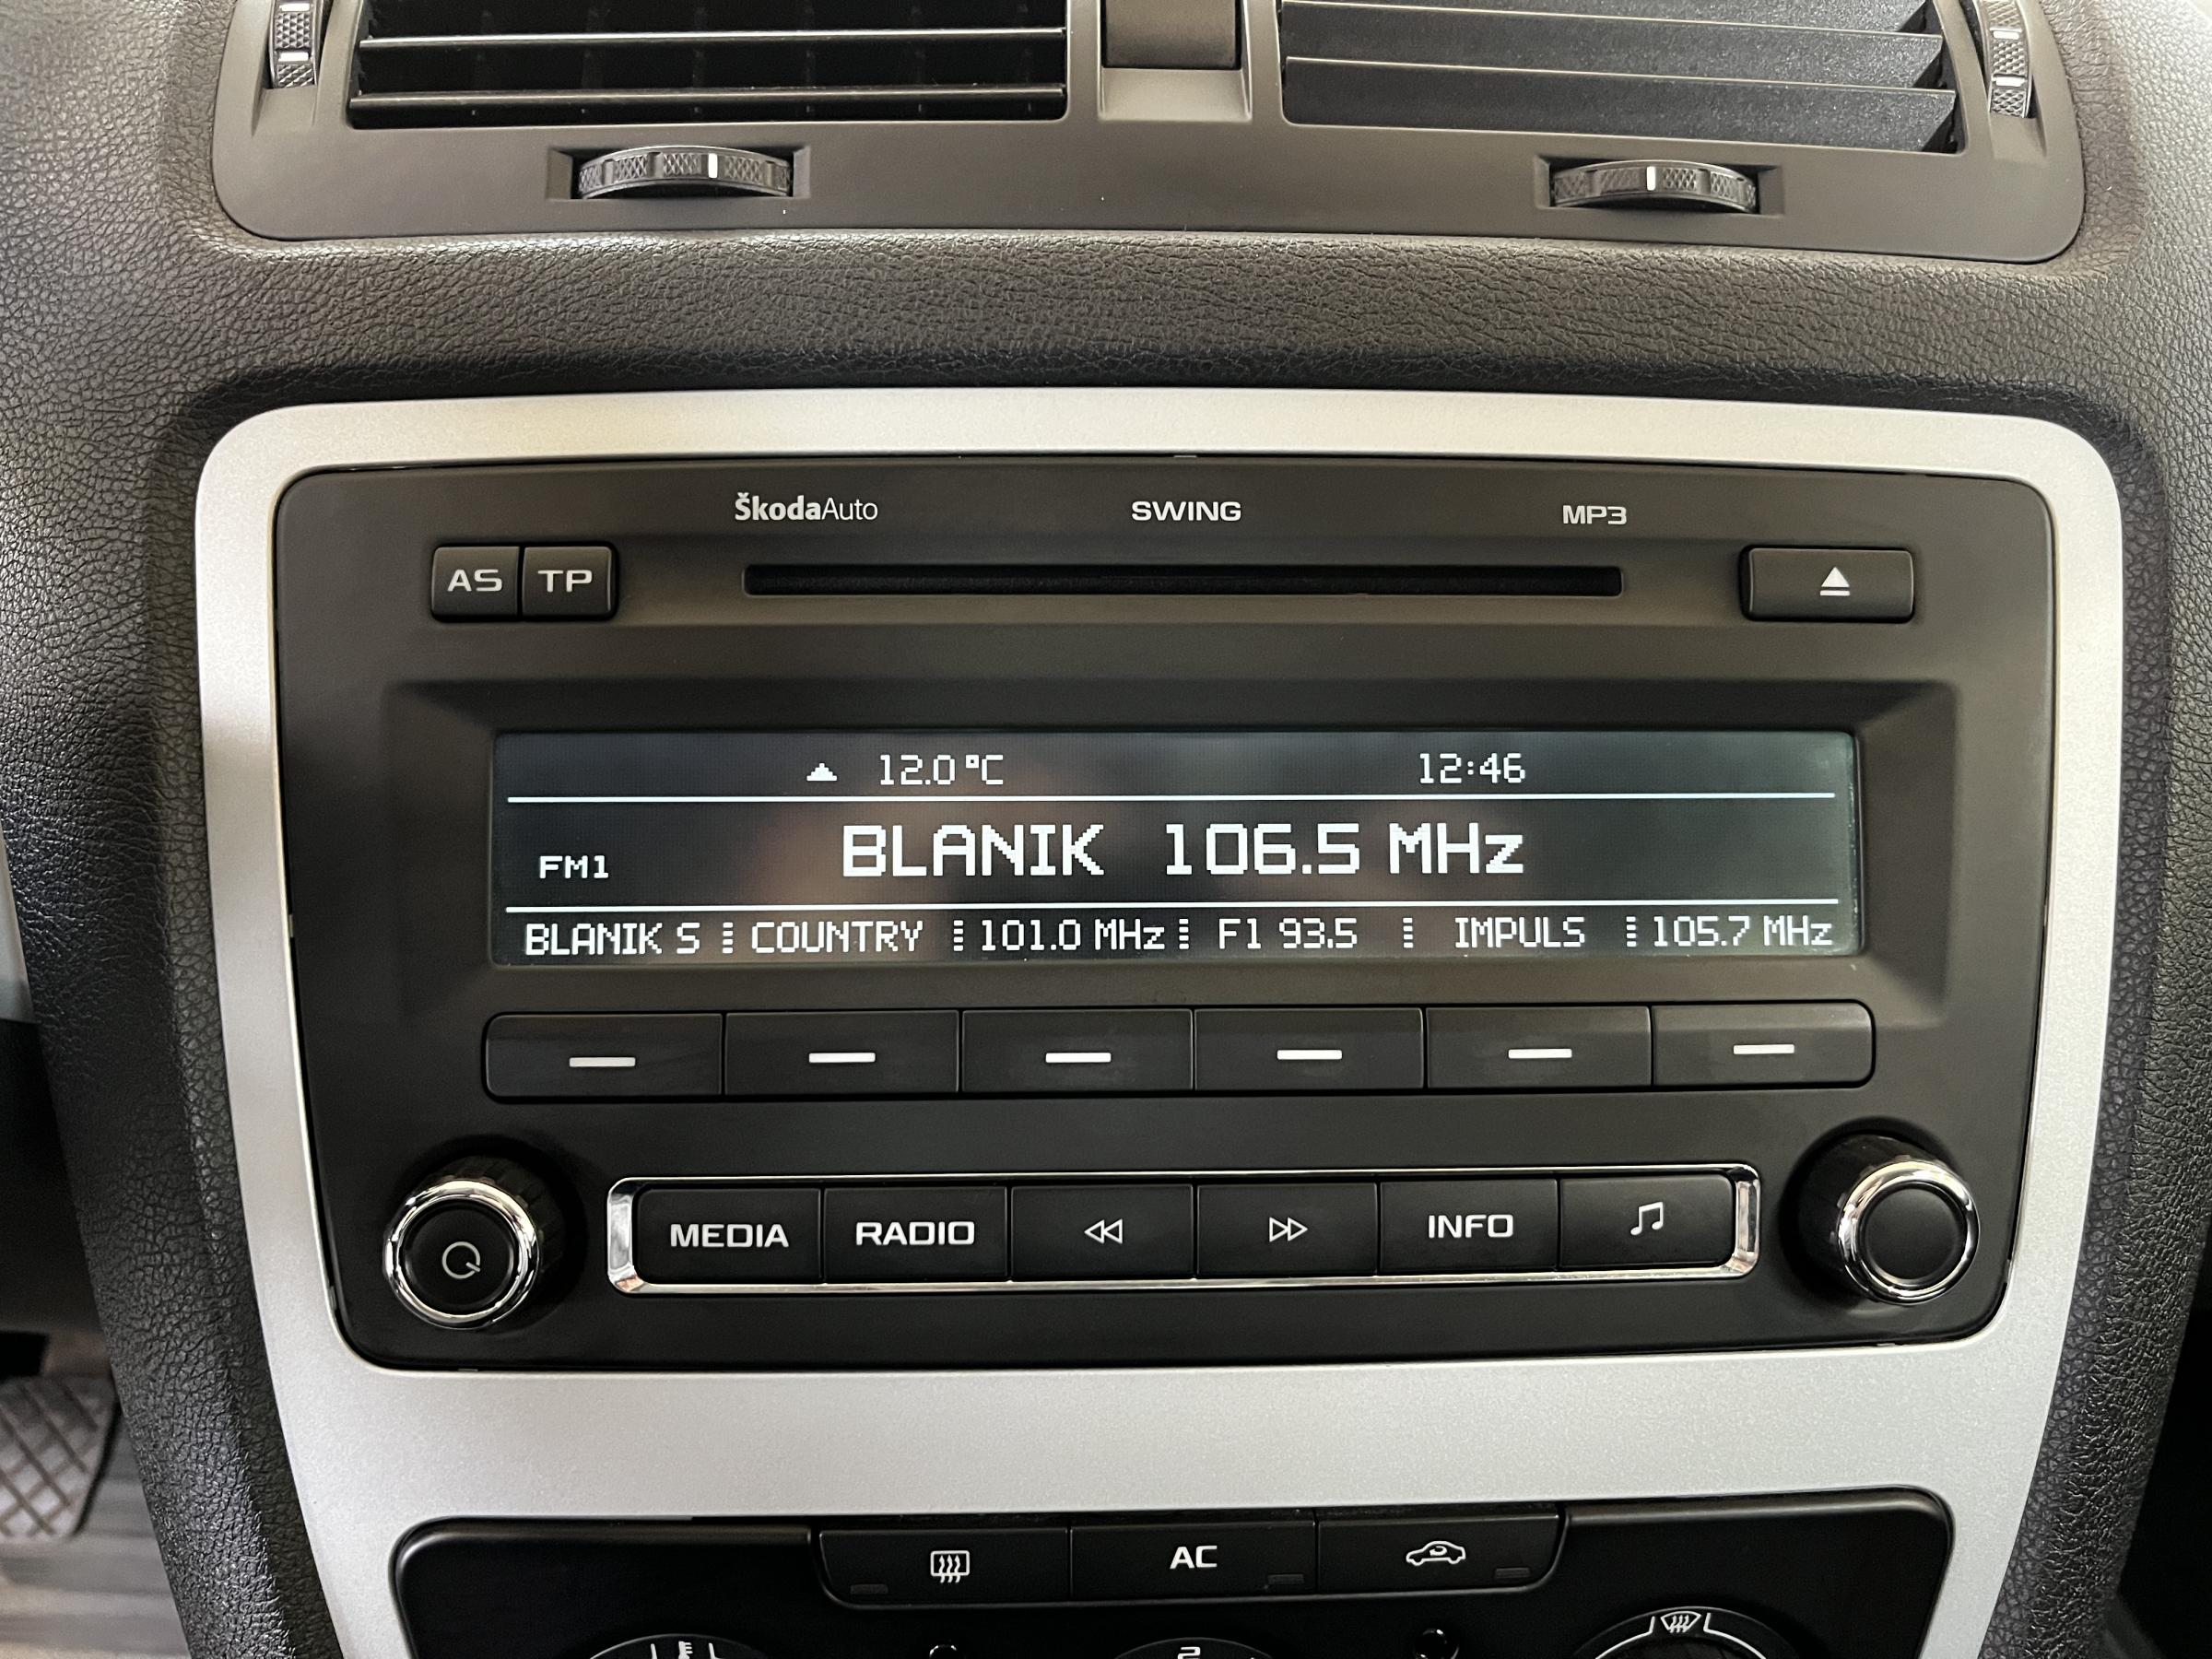 ŠkodaAuto SWING MP3
AS TP
12.0 °C 12:46
FM1 BLANIK 106.5 MHz
BLANIK S COUNTRY 101.0 MHz F1 93.5 IMPULS 105.7 MHz
MEDIA RADIO INFO
AC
2